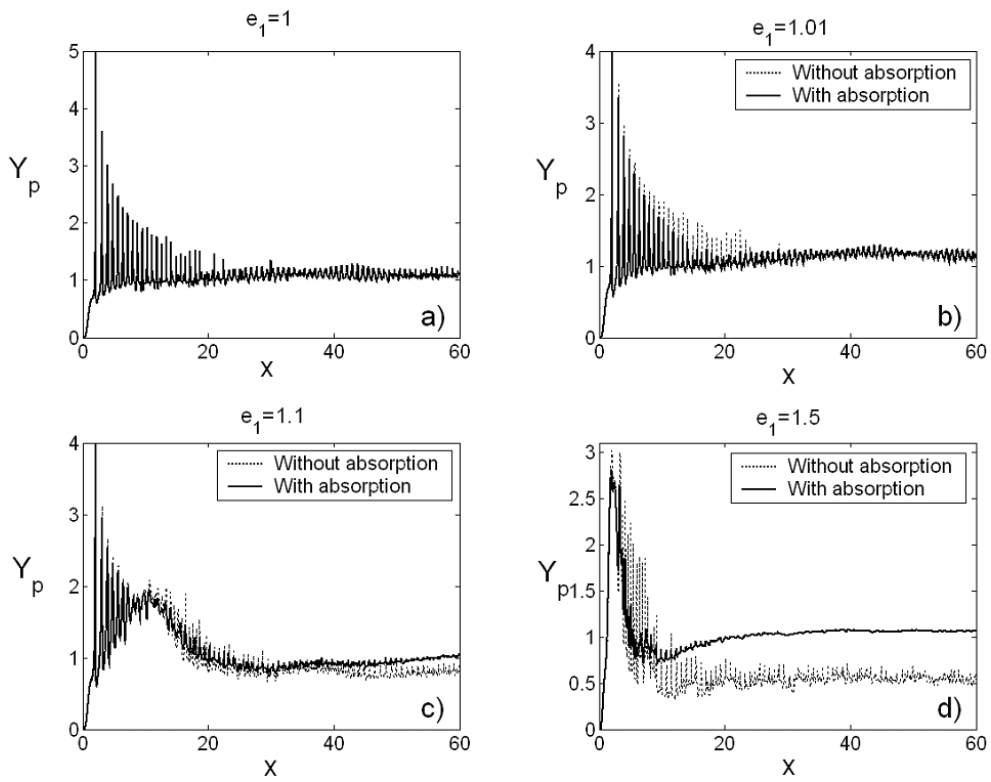 e1=1
5
4
3
2
1
0
Yp
0 20 40 60
x
a)
e1=1.01
Without absorption
With absorption
4
3
2
1
0
Yp
0 20 40 60
x
b)
e1=1.1
Without absorption
With absorption
4
3
2
1
0
Yp
0 20 40 60
x
c)
e1=1.5
Without absorption
With absorption
3
2.5
2
1.5
1
0.5
0
Yp
0 20 40 60
x
d)